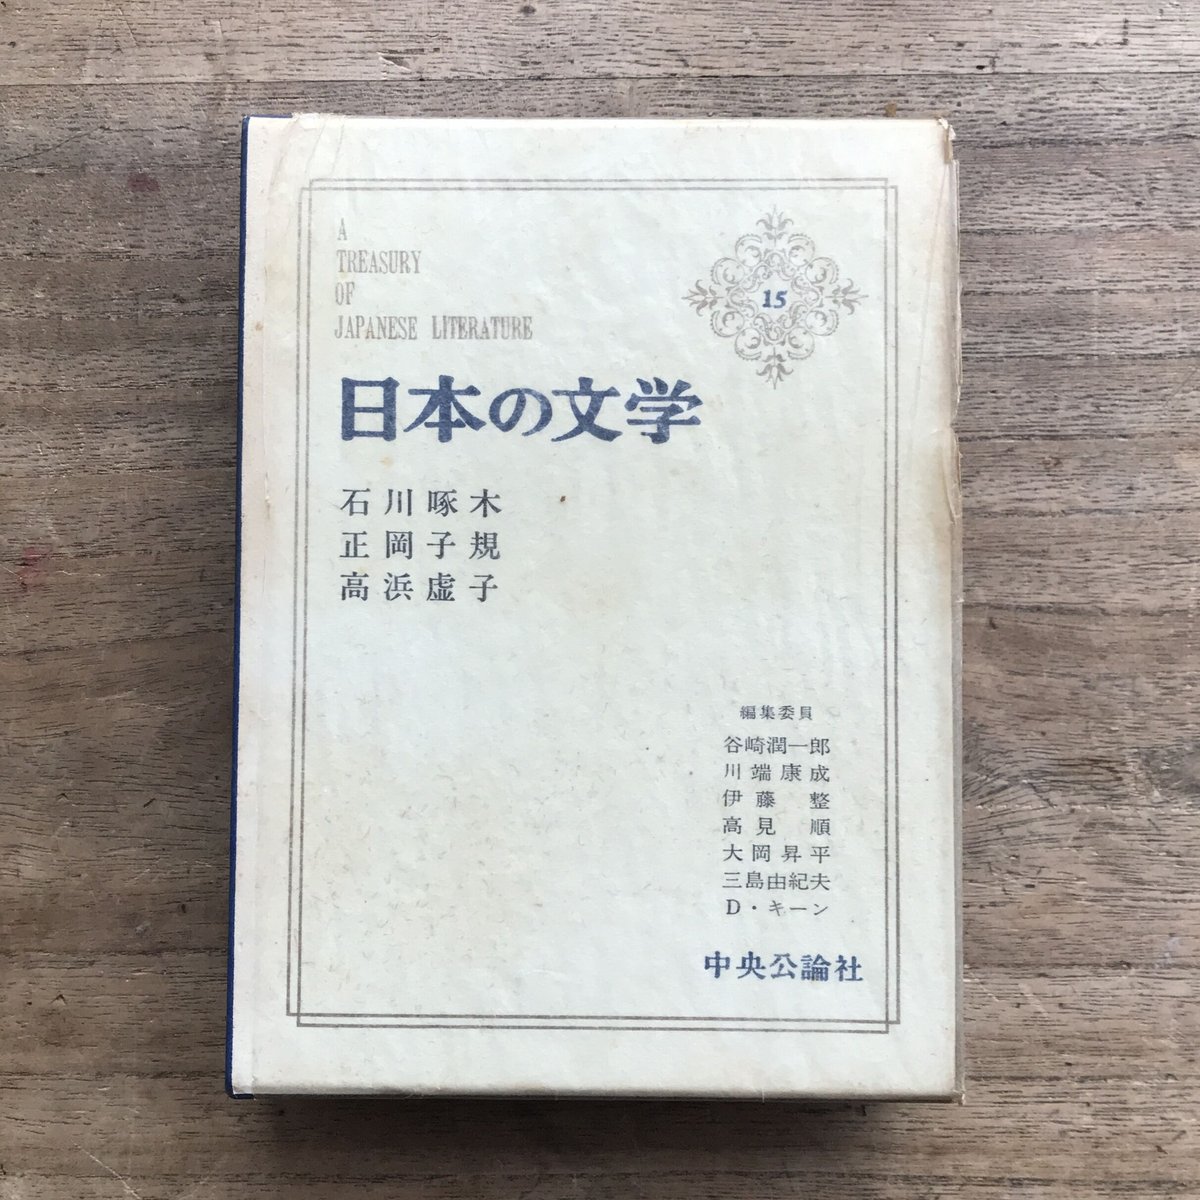 A
TREASURY
OF
JAPANESE LITERATURE
15
日本の文学
石川啄木
正岡子規
高浜虚子
編集委員
谷崎潤一郎
川端康成
伊藤整
高見順
大岡昇平
三島由紀夫
D・キーン
中央公論社